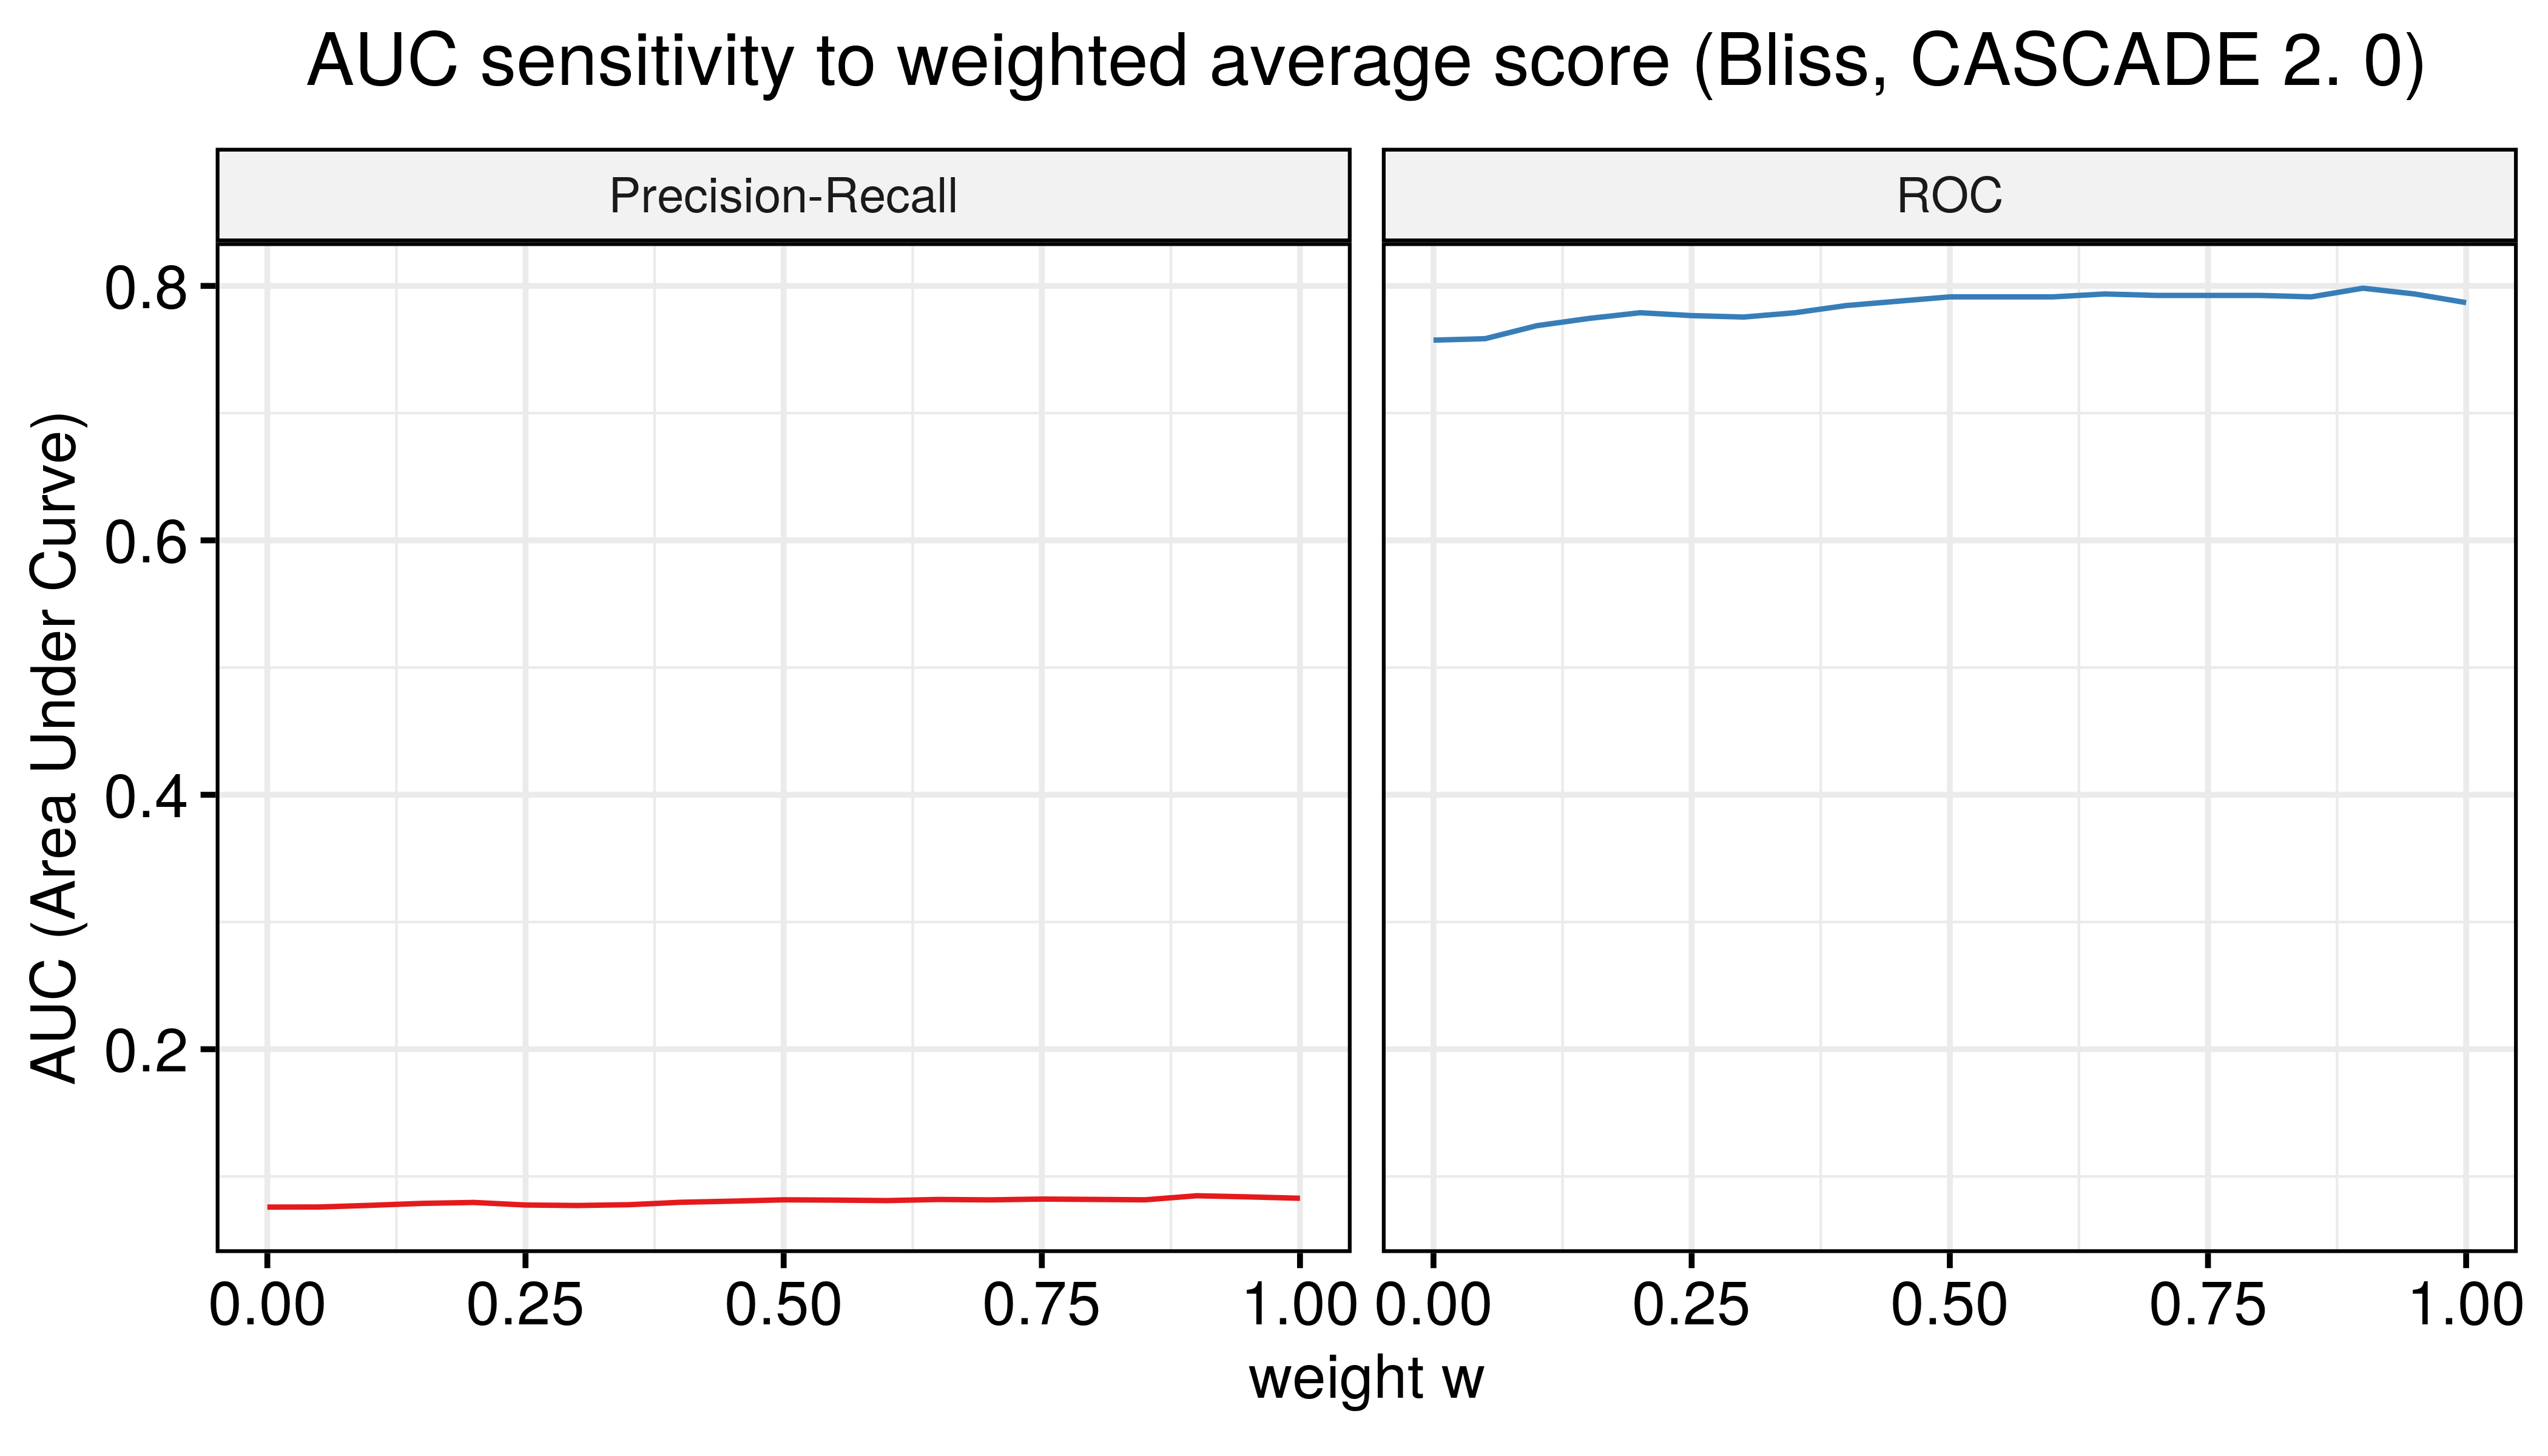 AUC sensitivity to weighted average score (Bliss, CASCADE 2. 0)
Precision-Recall
ROC
AUC (Area Under Curve)
0.8
0.6
0.4
0.2
0.00 0.25 0.50 0.75 1.00
0.00 0.25 0.50 0.75 1.00
weight w